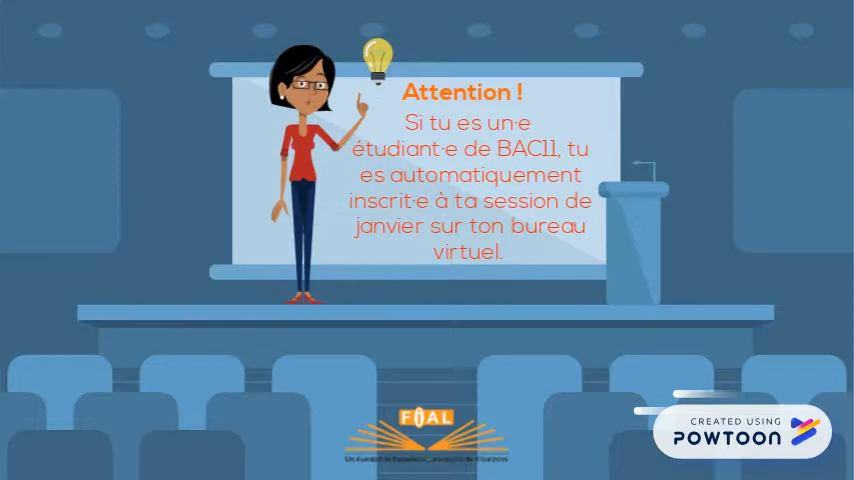 Attention !
Si tu es un·e
étudiant·e de BAC11, tu
es automatiquement
inscrit·e à ta session de
janvier sur ton bureau
virtuel.
FIAL
CREATED USING
POWTOON